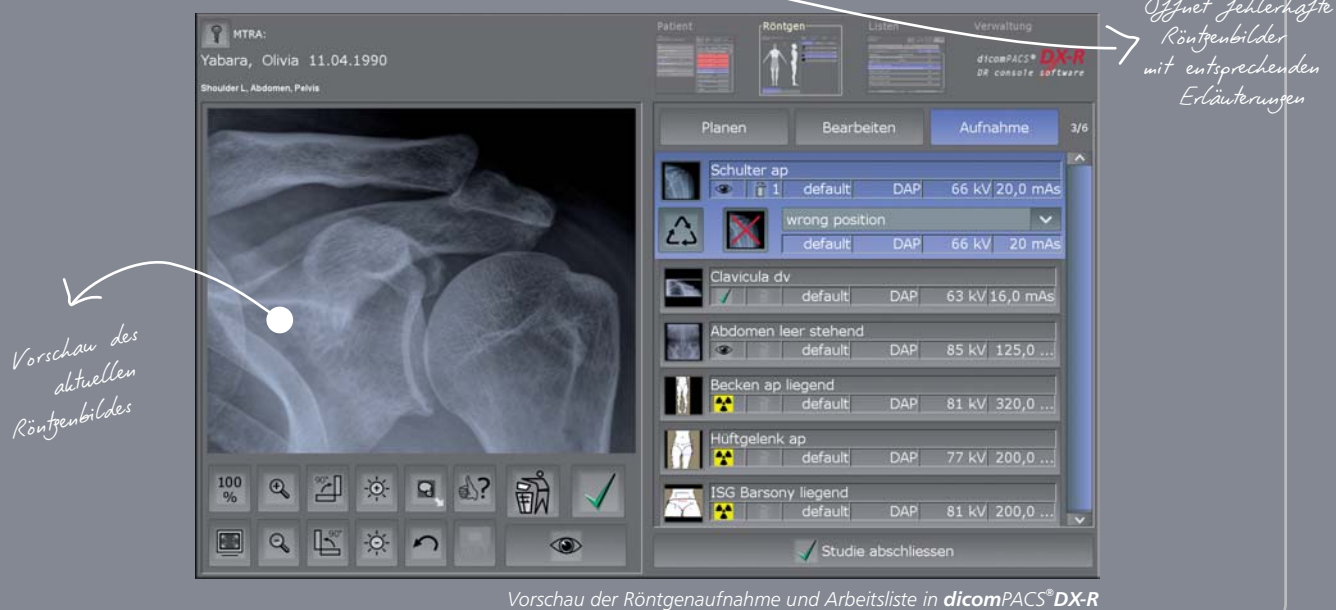 Öffnet fehlerhafte
Röntgenbilder
mit entsprechenden
Erläuterungen
MTRA:
Yabara, Olivia 11.04.1990
Shoulder L, Abdomen, Pelvis
Patient
Röntgen
Listen
Verwaltung
dicomPACS® DX-R
DR console software
Planen
Bearbeiten
Aufnahme
3/6
Schulter ap
1 default DAP 66 kV 20,0 mAs
wrong position
default DAP 66 kV 20 mAs
Clavicula dv
default DAP 63 kV 16,0 mAs
Abdomen leer stehend
default DAP 85 kV 125,0 ...
Becken ap liegend
default DAP 81 kV 320,0 ...
Hüftgelenk ap
default DAP 77 kV 200,0 ...
ISG Barsony liegend
default DAP 81 kV 200,0 ...
Studie abschliessen
Vorschau des
aktuellen
Röntgenbildes
100
%
90°
?
90°
Vorschau der Röntgenaufnahme und Arbeitsliste in dicomPACS®DX-R